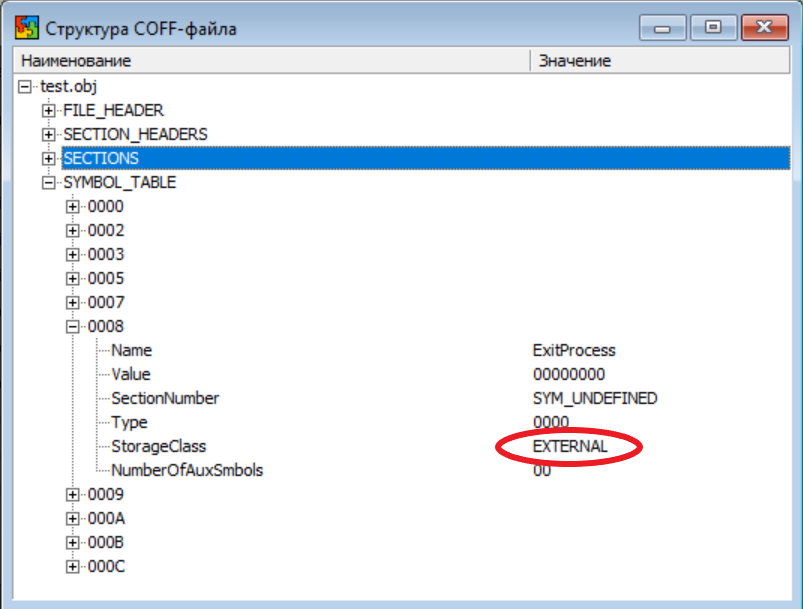 Структура COFF-файла
Наименование Значение
test.obj
FILE_HEADER
SECTION_HEADERS
SECTIONS
SYMBOL_TABLE
0000
0002
0003
0005
0007
0008
Name ExitProcess
Value 00000000
SectionNumber SYM_UNDEFINED
Type 0000
StorageClass EXTERNAL
NumberOfAuxSmbols 00
0009
000A
000B
000C